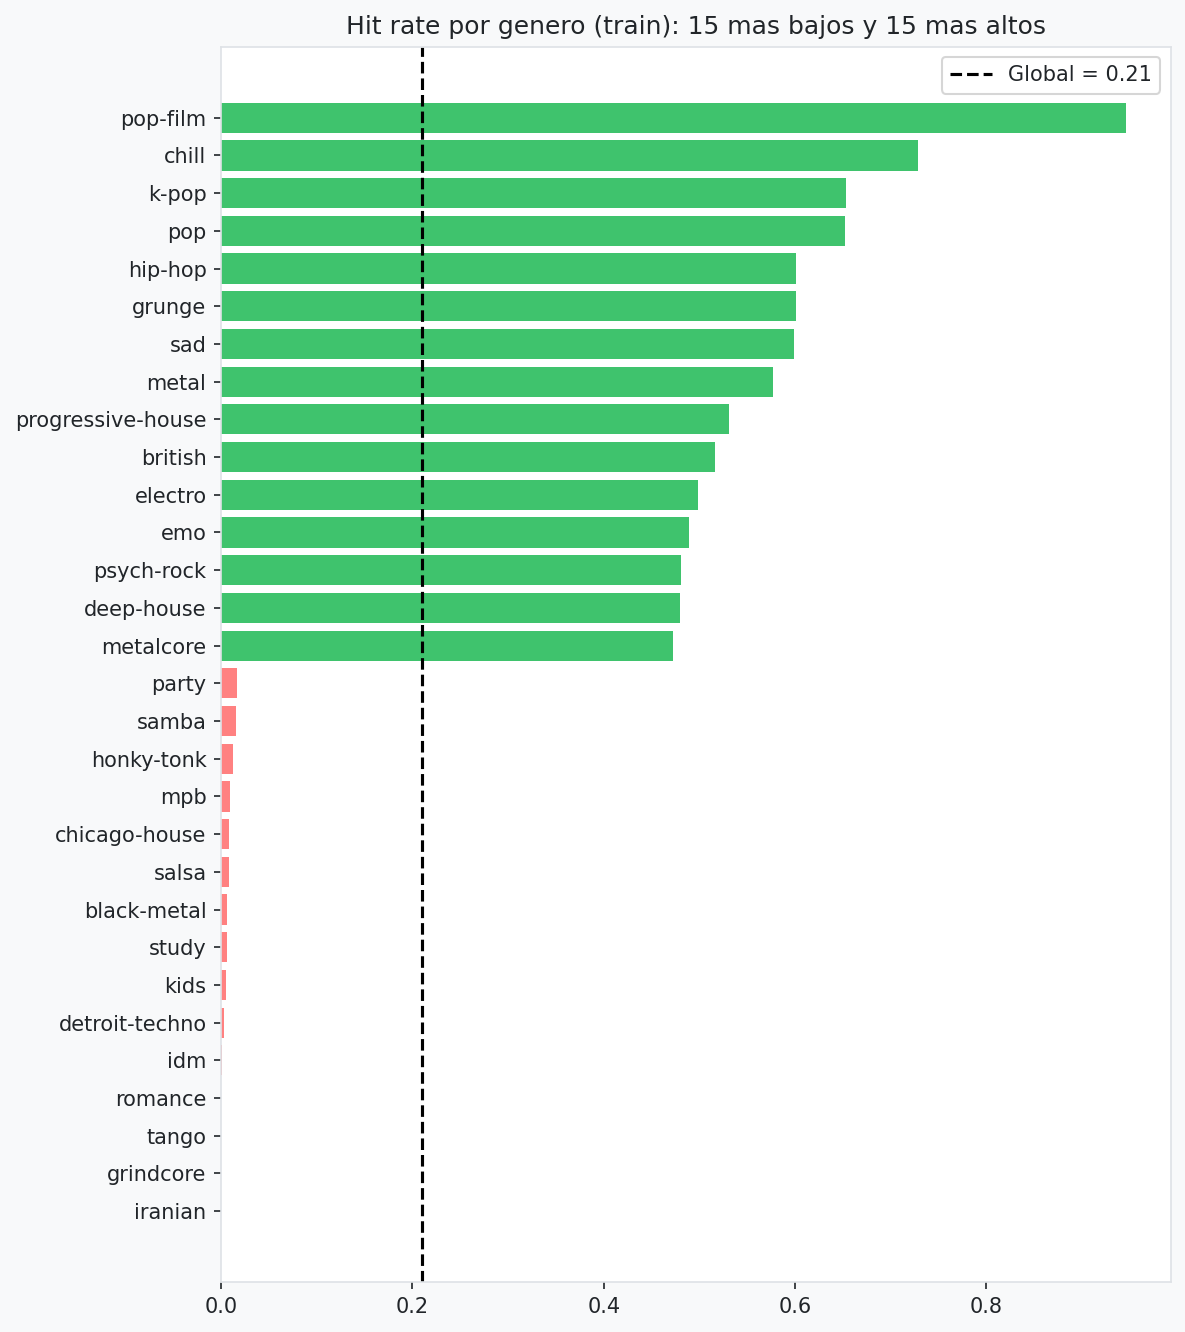 Hit rate por genero (train): 15 mas bajos y 15 mas altos
Global = 0.21
pop-film
chill
k-pop
pop
hip-hop
grunge
sad
metal
progressive-house
british
electro
emo
psych-rock
deep-house
metalcore
party
samba
honky-tonk
mpb
chicago-house
salsa
black-metal
study
kids
detroit-techno
idm
romance
tango
grindcore
iranian
0.0 0.2 0.4 0.6 0.8